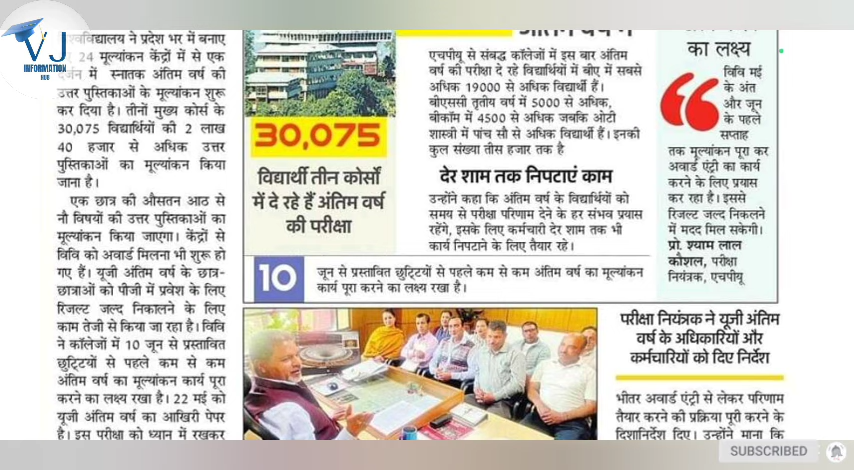 VJ
INFORMATION
HUB
विश्वविद्यालय ने प्रदेश भर में बनाए
24 मूल्यांकन केंद्रों में से एक
दर्जन में स्नातक अंतिम वर्ष की
उत्तर पुस्तिकाओं के मूल्यांकन शुरू
कर दिया है। तीनों मुख्य कोर्स के
30,075 विद्यार्थियों की 2 लाख
40 हजार से अधिक उत्तर
पुस्तिकाओं का मूल्यांकन किया
जाना है।
एक छात्र की औसतन आठ से
नौ विषयों की उत्तर पुस्तिकाओं का
मूल्यांकन किया जाएगा। केंद्रों से
विवि को अवार्ड मिलना भी शुरू हो
गए हैं। यूजी अंतिम वर्ष के छात्र-
छात्राओं को पीजी में प्रवेश के लिए
रिजल्ट जल्द निकालने के लिए
काम तेजी से किया जा रहा है। विवि
ने कॉलेजों में 10 जून से प्रस्तावित
छुट्टियों से पहले कम से कम
अंतिम वर्ष का मूल्यांकन कार्य पूरा
करने का लक्ष्य रखा है। 22 मई को
यूजी अंतिम वर्ष का आखिरी पेपर
है। इस परीक्षा को ध्यान में रखकर
30,075
विद्यार्थी तीन कोर्सों
में दे रहे हैं अंतिम वर्ष
की परीक्षा
अंतिम वर्ष में
एचपीयू से संबद्ध कॉलेजों में इस बार अंतिम
वर्ष की परीक्षा दे रहे विद्यार्थियों में बीए में सबसे
अधिक 19000 से अधिक विद्यार्थी हैं।
बीएससी तृतीय वर्ष में 5000 से अधिक,
बीकॉम में 4500 से अधिक जबकि ओटी
शास्त्री में पांच सौ से अधिक विद्यार्थी हैं। इनकी
कुल संख्या तीस हजार तक है
देर शाम तक निपटाएं काम
उन्होंने कहा कि अंतिम वर्ष के विद्यार्थियों को
समय से परीक्षा परिणाम देने के हर संभव प्रयास
रहेंगे, इसके लिए कर्मचारी देर शाम तक भी
कार्य निपटाने के लिए तैयार रहे।
का लक्ष्य
विवि मई
के अंत
और जून
के पहले
सप्ताह
तक मूल्यांकन पूरा कर
अवार्ड एंट्री का कार्य
करने के लिए प्रयास
कर रहा है। इससे
रिजल्ट जल्द निकलने
में मदद मिल सकेगी।
प्रो. श्याम लाल
कौशल, परीक्षा
नियंत्रक, एचपीयू
10
जून से प्रस्तावित छुट्टियों से पहले कम से कम अंतिम वर्ष का मूल्यांकन
कार्य पूरा करने का लक्ष्य रखा है।
परीक्षा नियंत्रक ने यूजी अंतिम
वर्ष के अधिकारियों और
कर्मचारियों को दिए निर्देश
भीतर अवार्ड एंट्री से लेकर परिणाम
तैयार करने की प्रक्रिया पूरी करने के
दिशानिर्देश दिए। उन्होंने माना कि
SUBSCRIBED